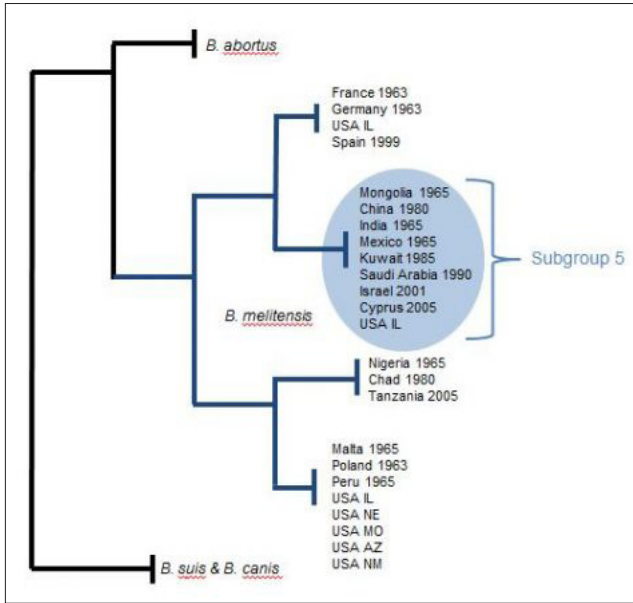 B. abortus
France 1963
Germany 1963
USA IL
Spain 1999
Mongolia 1965
China 1980
India 1965
Mexico 1965
Kuwait 1985
Saudi Arabia 1990
Israel 2001
Cyprus 2005
USA IL
Subgroup 5
B. melitensis
Nigeria 1965
Chad 1980
Tanzania 2005
Malta 1965
Poland 1963
Peru 1965
USA IL
USA NE
USA MO
USA AZ
USA NM
B. suis & B. canis